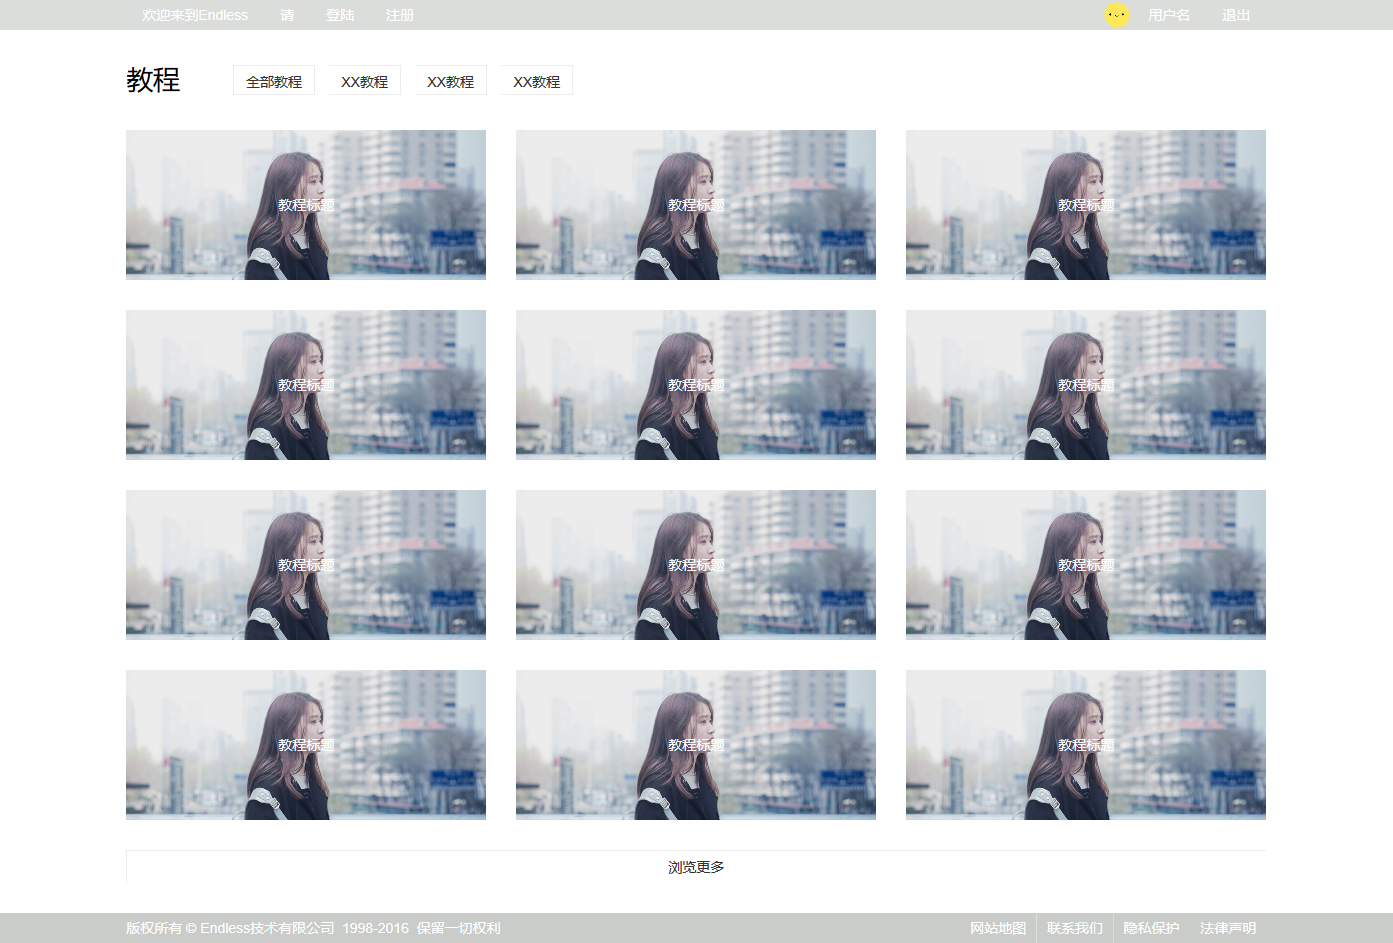 欢迎来到Endless 请 登陆 注册 用户名 退出
教程 全部教程 XX教程 XX教程 XX教程
教程标题 教程标题 教程标题
教程标题 教程标题 教程标题
教程标题 教程标题 教程标题
教程标题 教程标题 教程标题
浏览更多
版权所有 © Endless技术有限公司 1998-2016 保留一切权利 网站地图 联系我们 隐私保护 法律声明